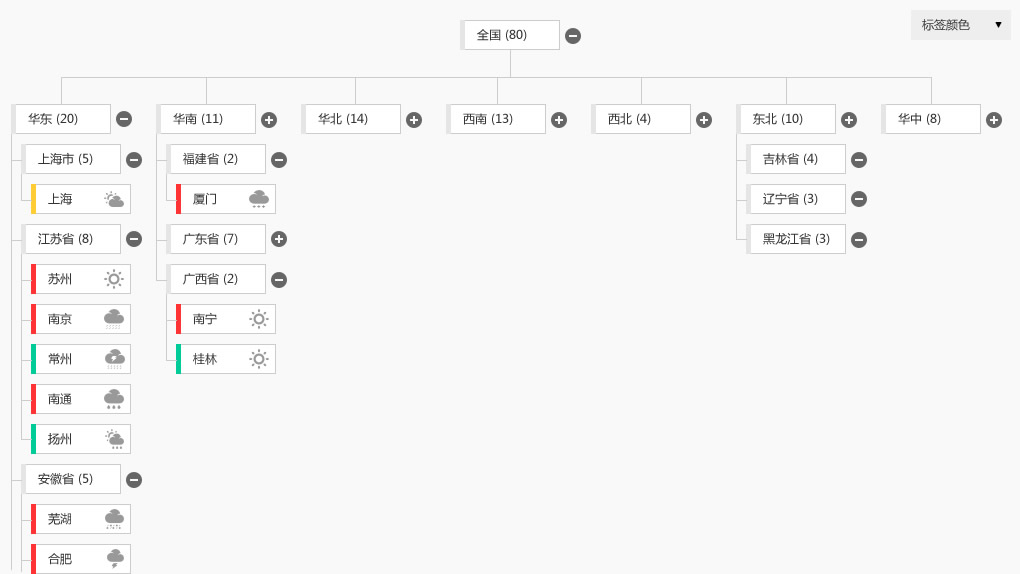 标签颜色
全国 (80)
华东 (20)
华南 (11)
华北 (14)
西南 (13)
西北 (4)
东北 (10)
华中 (8)
上海市 (5)
上海
江苏省 (8)
苏州
南京
常州
南通
扬州
安徽省 (5)
芜湖
合肥
福建省 (2)
厦门
广东省 (7)
广西省 (2)
南宁
桂林
吉林省 (4)
辽宁省 (3)
黑龙江省 (3)